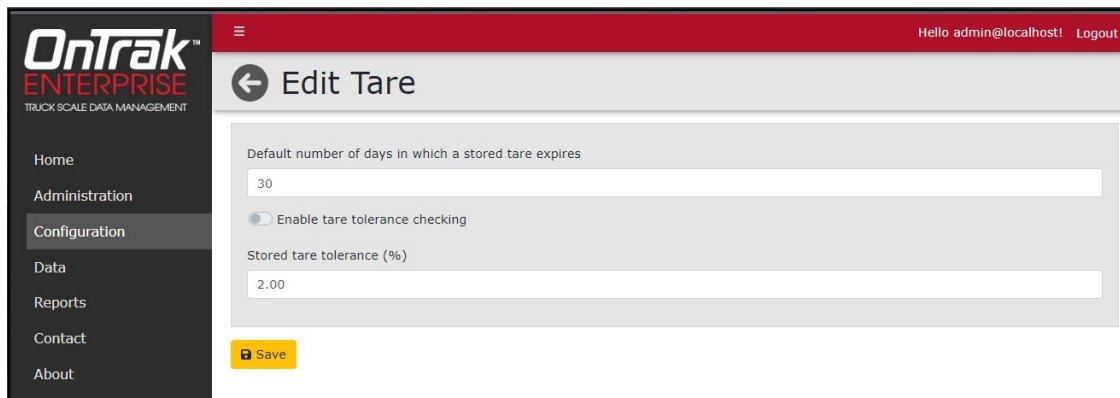 OnTrak™
ENTERPRISE
TRUCK SCALE DATA MANAGEMENT
Home
Administration
Configuration
Data
Reports
Contact
About
Hello admin@localhost! Logout
Edit Tare
Default number of days in which a stored tare expires
30
Enable tare tolerance checking
Stored tare tolerance (%)
2.00
Save